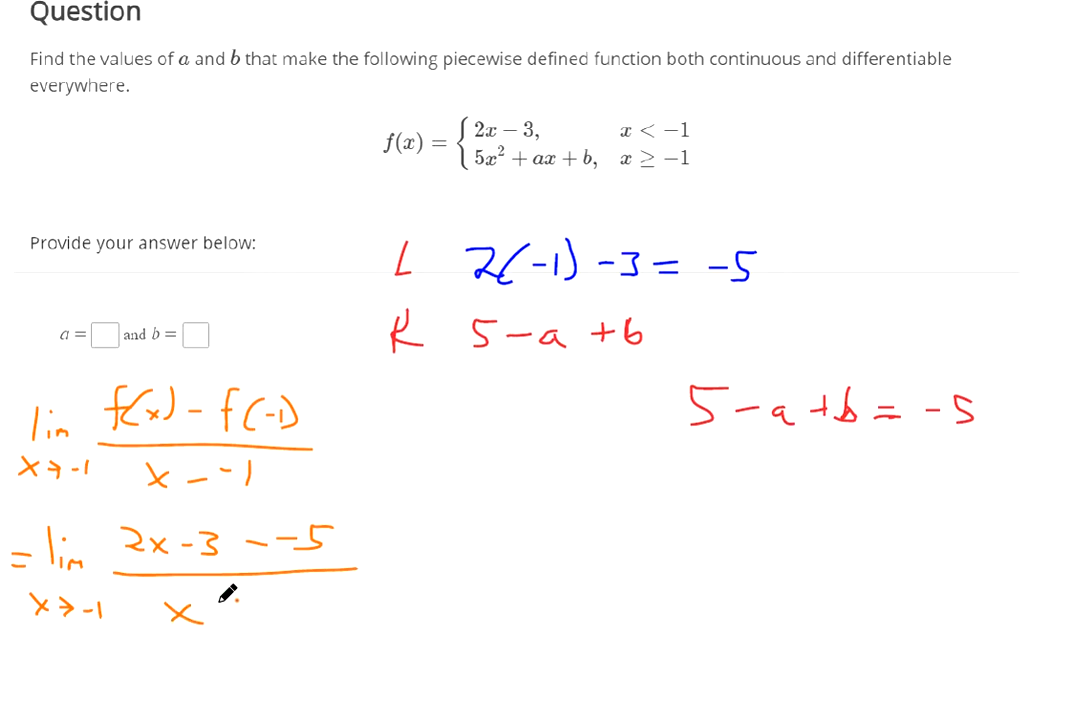 Question
Find the values of a and b that make the following piecewise defined function both continuous and differentiable
everywhere.
f(x) = { 2x − 3, x < −1
5x² + ax + b, x ≥ −1
Provide your answer below:
L 2(-1) - 3 = -5
R 5 - a + b
a = and b =
5 - a + b = -5
lim x→-1 f(x) - f(-1) / x - -1
= lim x→-1 2x - 3 - -5 / x